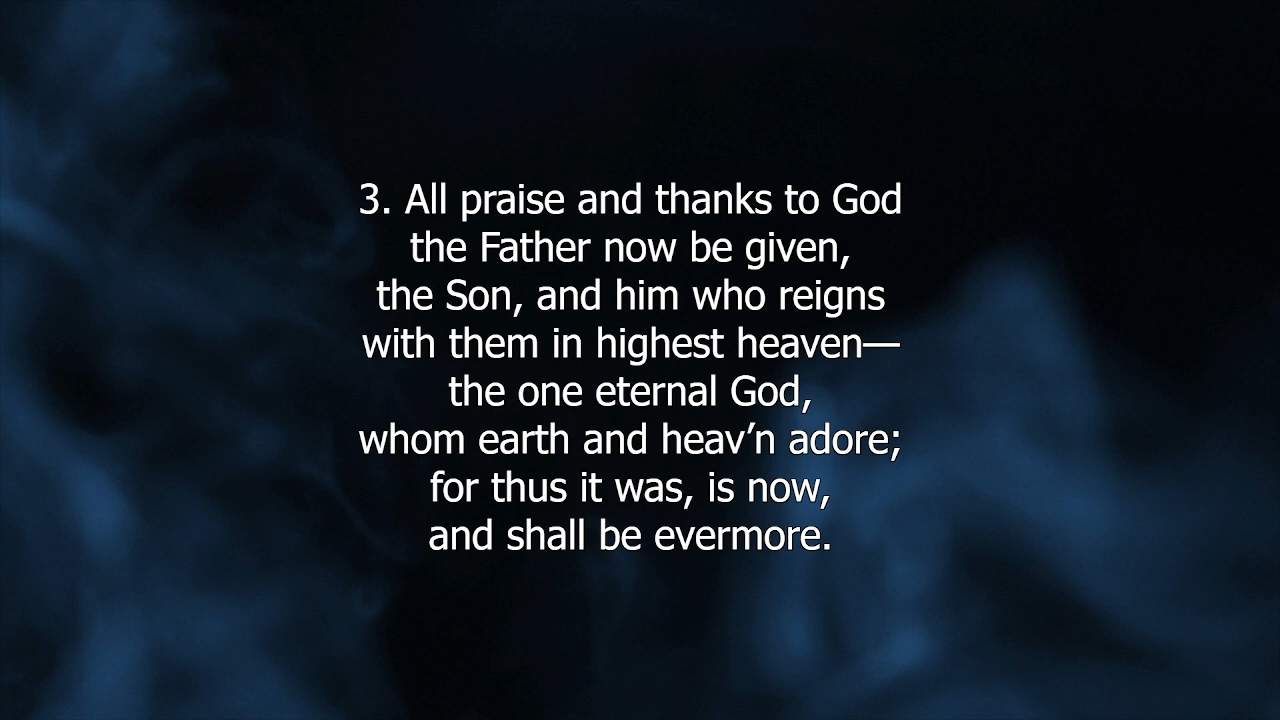 3. All praise and thanks to God
the Father now be given,
the Son, and him who reigns
with them in highest heaven—
the one eternal God,
whom earth and heav’n adore;
for thus it was, is now,
and shall be evermore.